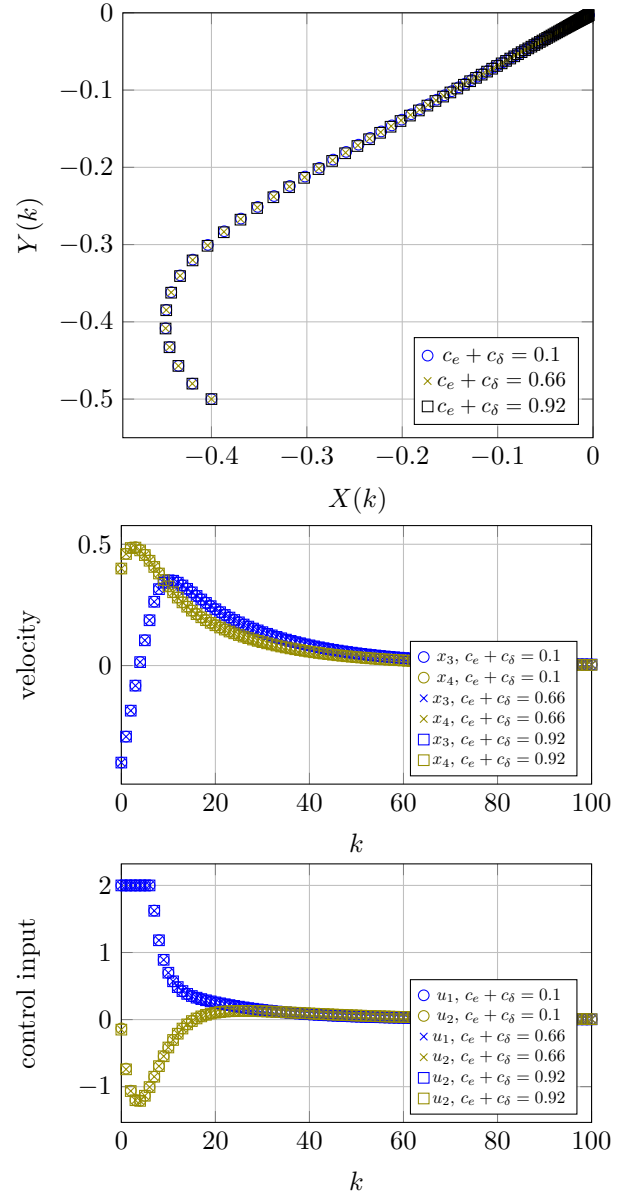 0
−0.1
−0.2
−0.3
−0.4
−0.5
Y(k)
−0.4 −0.3 −0.2 −0.1 0
X(k)
c_e + c_δ = 0.1
c_e + c_δ = 0.66
c_e + c_δ = 0.92
0.5
0
velocity
0 20 40 60 80 100
k
x_3, c_e + c_δ = 0.1
x_4, c_e + c_δ = 0.1
x_3, c_e + c_δ = 0.66
x_4, c_e + c_δ = 0.66
x_3, c_e + c_δ = 0.92
x_4, c_e + c_δ = 0.92
2
1
0
−1
control input
0 20 40 60 80 100
k
u_1, c_e + c_δ = 0.1
u_2, c_e + c_δ = 0.1
u_1, c_e + c_δ = 0.66
u_2, c_e + c_δ = 0.66
u_2, c_e + c_δ = 0.92
u_2, c_e + c_δ = 0.92